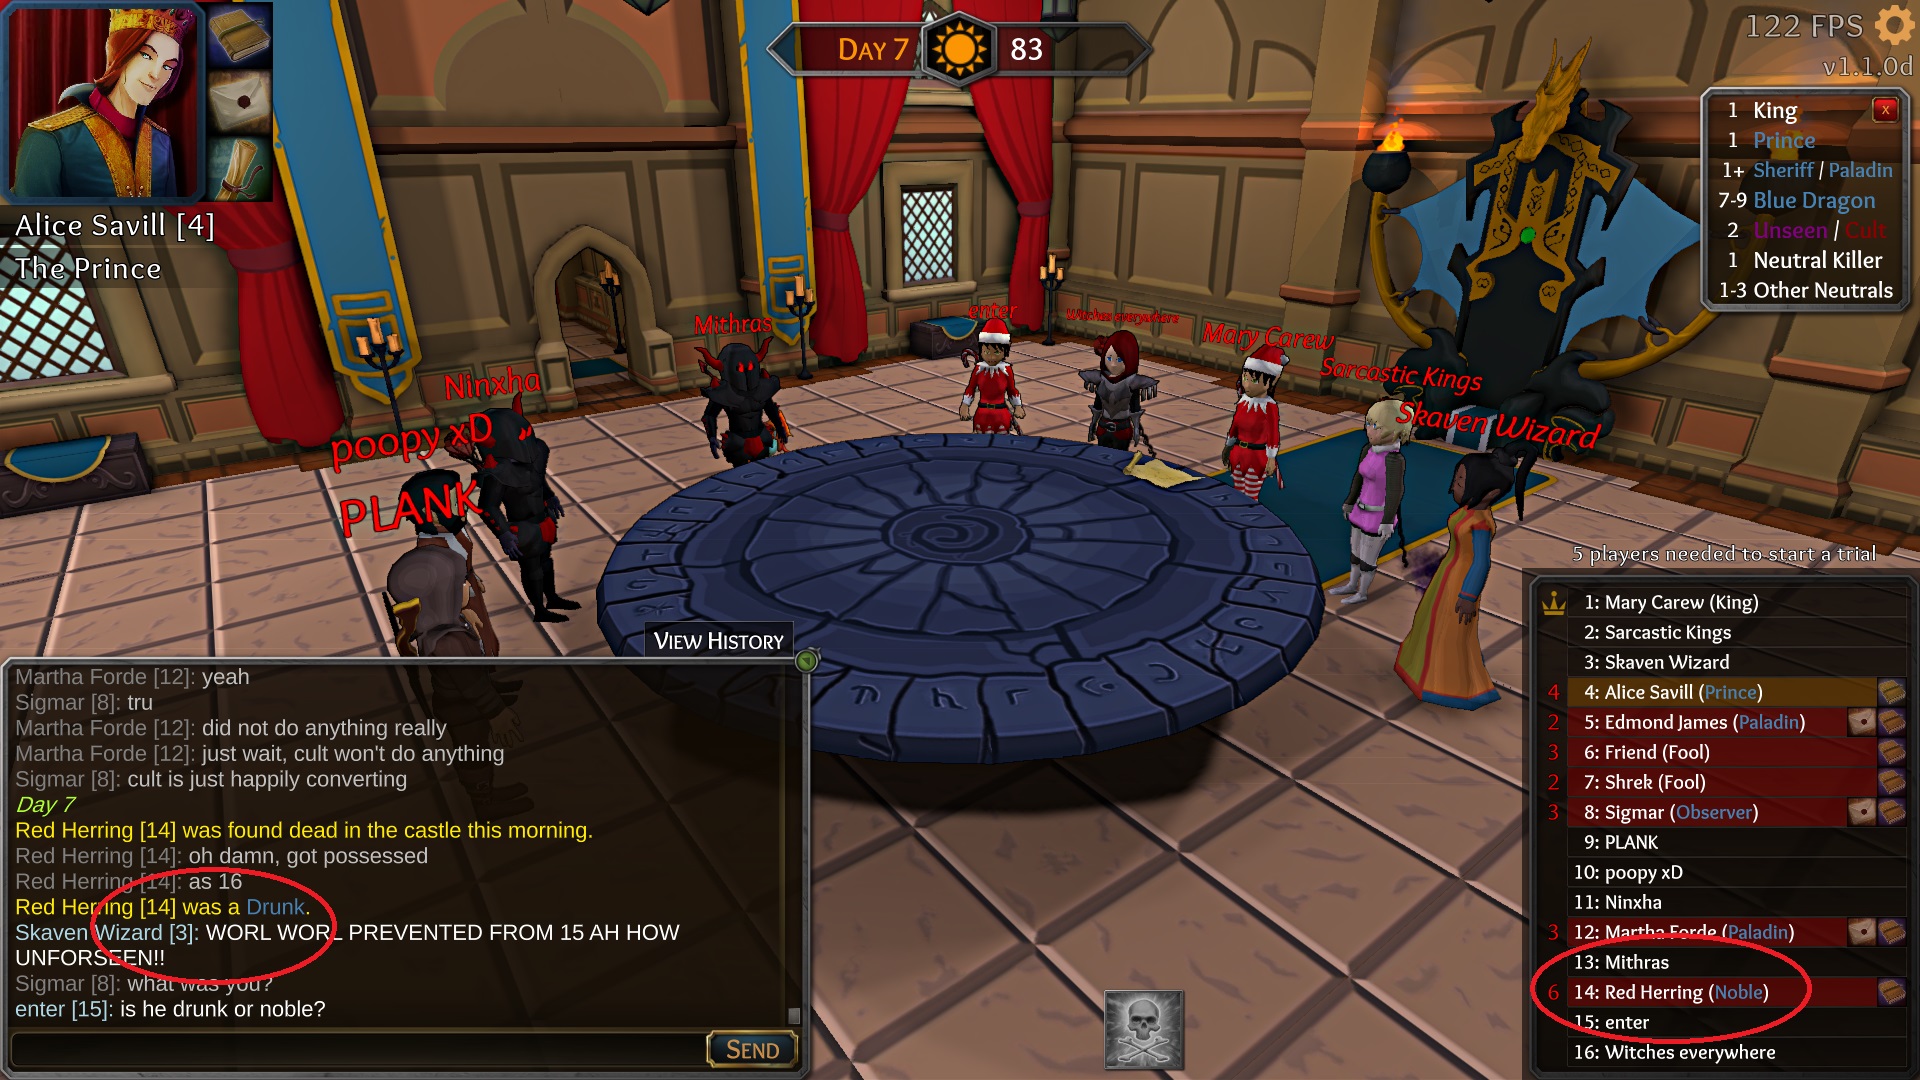 DAY 7
83
122 FPS
v1.1.0d
Alice Savill [4]
The Prince
1 King
x
1 Prince
1+ Sheriff / Paladin
7-9 Blue Dragon
2 Unseen / Cult
1 Neutral Killer
1-3 Other Neutrals
Mithras
enter
Witches everywhere
Mary Carew
Sarcastic Kings
Skaven Wizard
Ninxha
poopy xD
PLANK
VIEW HISTORY
Martha Forde [12]: yeah
Sigmar [8]: tru
Martha Forde [12]: did not do anything really
Martha Forde [12]: just wait, cult won't do anything
Sigmar [8]: cult is just happily converting
Day 7
Red Herring [14] was found dead in the castle this morning.
Red Herring [14]: oh damn, got possessed
Red Herring [14]: as 16
Red Herring [14] was a Drunk.
Skaven Wizard [3]: WORL WORL PREVENTED FROM 15 AH HOW
UNFORSEEN!!
Sigmar [8]: what was you?
enter [15]: is he drunk or noble?
SEND
5 players needed to start a trial
1: Mary Carew (King)
2: Sarcastic Kings
3: Skaven Wizard
4 4: Alice Savill (Prince)
2 5: Edmond James (Paladin)
3 6: Friend (Fool)
2 7: Shrek (Fool)
3 8: Sigmar (Observer)
9: PLANK
10: poopy xD
11: Ninxha
3 12: Martha Forde (Paladin)
13: Mithras
6 14: Red Herring (Noble)
15: enter
16: Witches everywhere